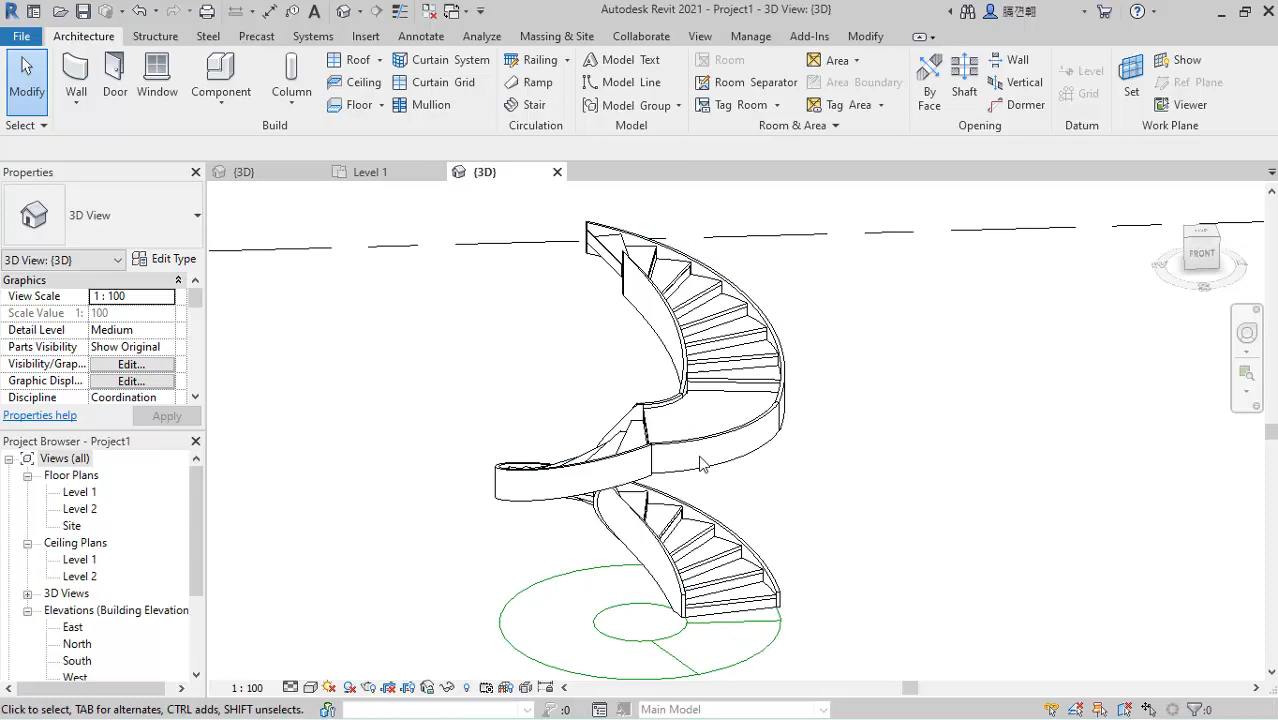 Autodesk Revit 2021 - Project1 - 3D View: {3D}
File Architecture Structure Steel Precast Systems Insert Annotate Analyze Massing & Site Collaborate View Manage Add-Ins Modify
Modify
Select
Wall
Door
Window
Component
Column
Roof
Ceiling
Floor
Curtain System
Curtain Grid
Mullion
Build
Railing
Ramp
Stair
Circulation
Model Text
Model Line
Model Group
Model
Room
Room Separator
Tag Room
Area
Area Boundary
Tag Area
Room & Area
By
Face
Shaft
Wall
Vertical
Dormer
Opening
Level
Grid
Datum
Set
Show
Ref Plane
Viewer
Work Plane
Properties
{3D} Level 1 {3D}
3D View
3D View: {3D} Edit Type
Graphics
View Scale 1 : 100
Scale Value 1: 100
Detail Level Medium
Parts Visibility Show Original
Visibility/Grap... Edit...
Graphic Displ... Edit...
Discipline Coordination
Properties help Apply
Project Browser - Project1
Views (all)
Floor Plans
Level 1
Level 2
Site
Ceiling Plans
Level 1
Level 2
3D Views
Elevations (Building Elevation
East
North
South
West
FRONT
1 : 100
Click to select, TAB for alternates, CTRL adds, SHIFT unselects.
:0
Main Model
:0